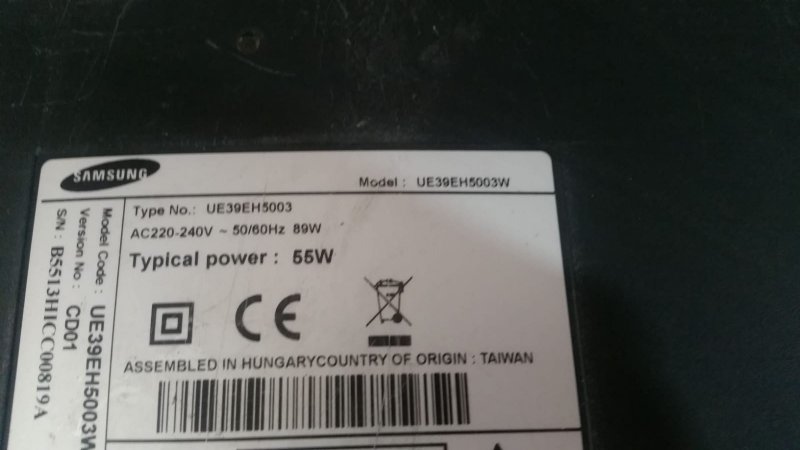 SAMSUNG
Model : UE39EH5003W
Type No.: UE39EH5003
AC220-240V ~ 50/60Hz 89W
Typical power : 55W
CE
ASSEMBLED IN HUNGARYCOUNTRY OF ORIGIN : TAIWAN
Model Code : UE39EH5003W
Version No : CD01
S/N : B5513HICC00819A